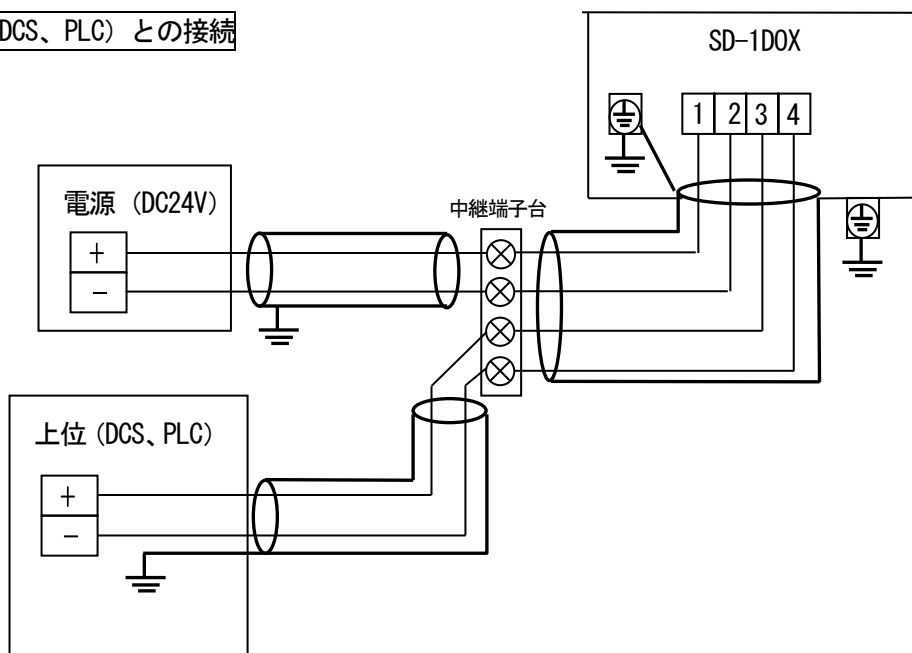 DCS、PLC）との接続
SD-1DOX
1 2 3 4
電源（DC24V）
+
−
中継端子台
上位（DCS、PLC）
+
−